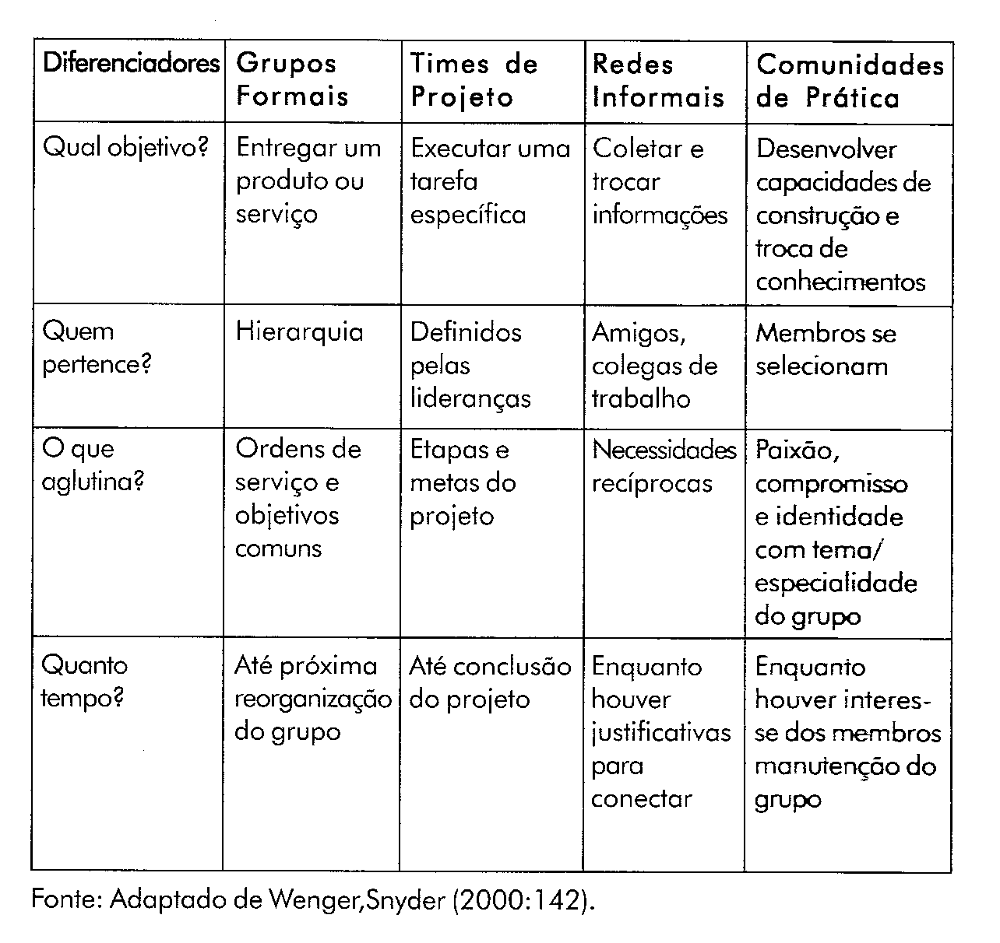 Diferenciadores
Grupos
Formais
Times de
Projeto
Redes
Informais
Comunidades
de Prática
Qual objetivo?
Entregar um
produto ou
serviço
Executar uma
tarefa
específica
Coletar e
trocar
informações
Desenvolver
capacidades de
construção e
troca de
conhecimentos
Quem
pertence?
Hierarquia
Definidos
pelas
lideranças
Amigos,
colegas de
trabalho
Membros se
selecionam
O que
aglutina?
Ordens de
serviço e
objetivos
comuns
Etapas e
metas do
projeto
Necessidades
recíprocas
Paixão,
compromisso
e identidade
com tema/
especialidade
do grupo
Quanto
tempo?
Até próxima
reorganização
do grupo
Até conclusão
do projeto
Enquanto
houver
justificativas
para
conectar
Enquanto
houver interes-
se dos membros
manutenção do
grupo
Fonte: Adaptado de Wenger,Snyder (2000:142).